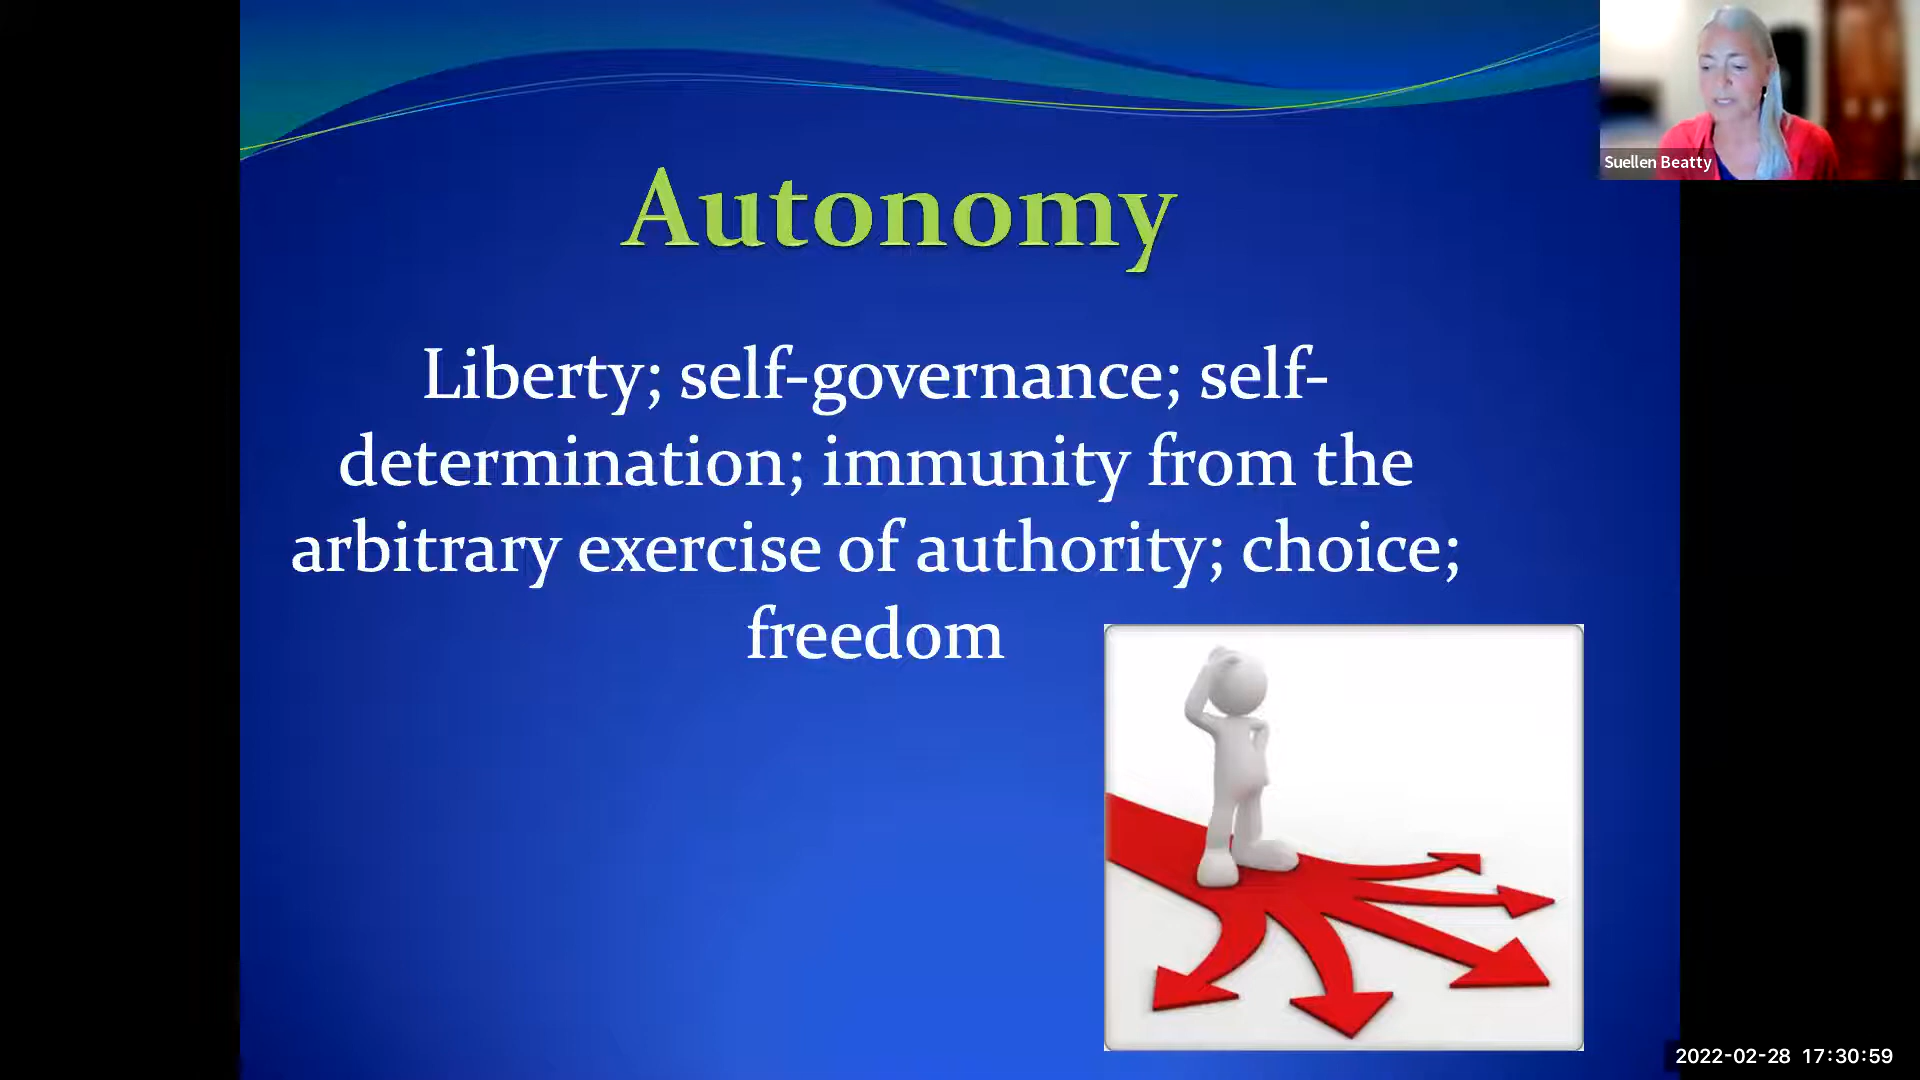 Suellen Beatty
Autonomy
Liberty; self-governance; self-
determination; immunity from the
arbitrary exercise of authority; choice;
freedom
2022-02-28 17:30:59